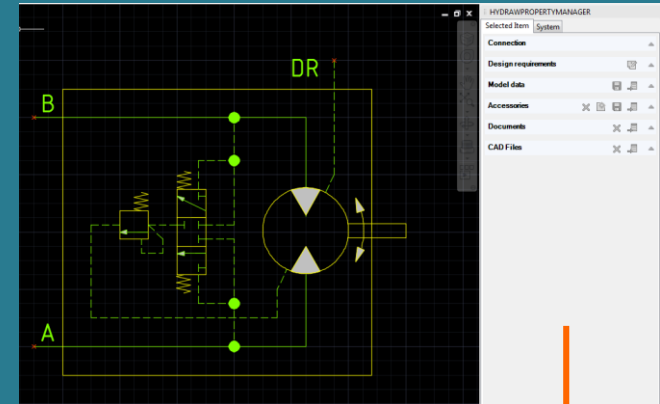 HYDRAWPROPERTYMANAGER
Selected Item System
Connection
Design requirements
Model data
Accessories
Documents
CAD Files
DR
B
A